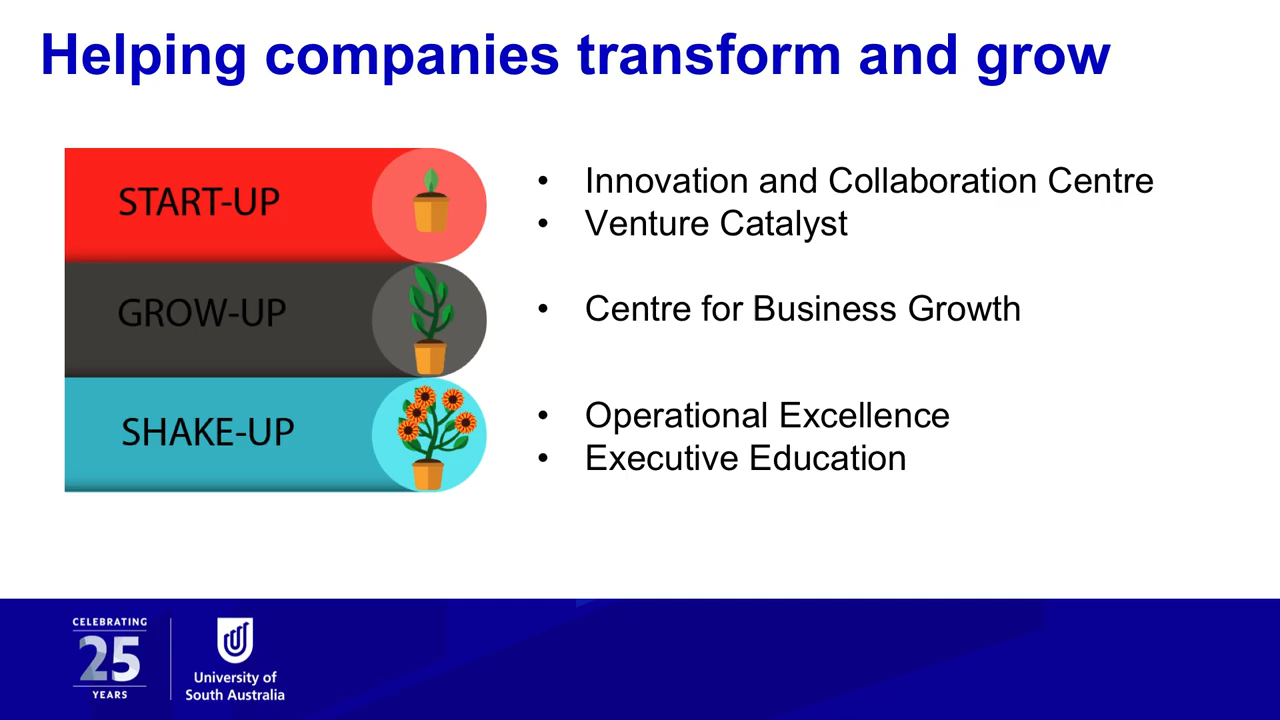 Helping companies transform and grow
START-UP
• Innovation and Collaboration Centre
• Venture Catalyst
GROW-UP
• Centre for Business Growth
SHAKE-UP
• Operational Excellence
• Executive Education
CELEBRATING
25
YEARS
University of
South Australia